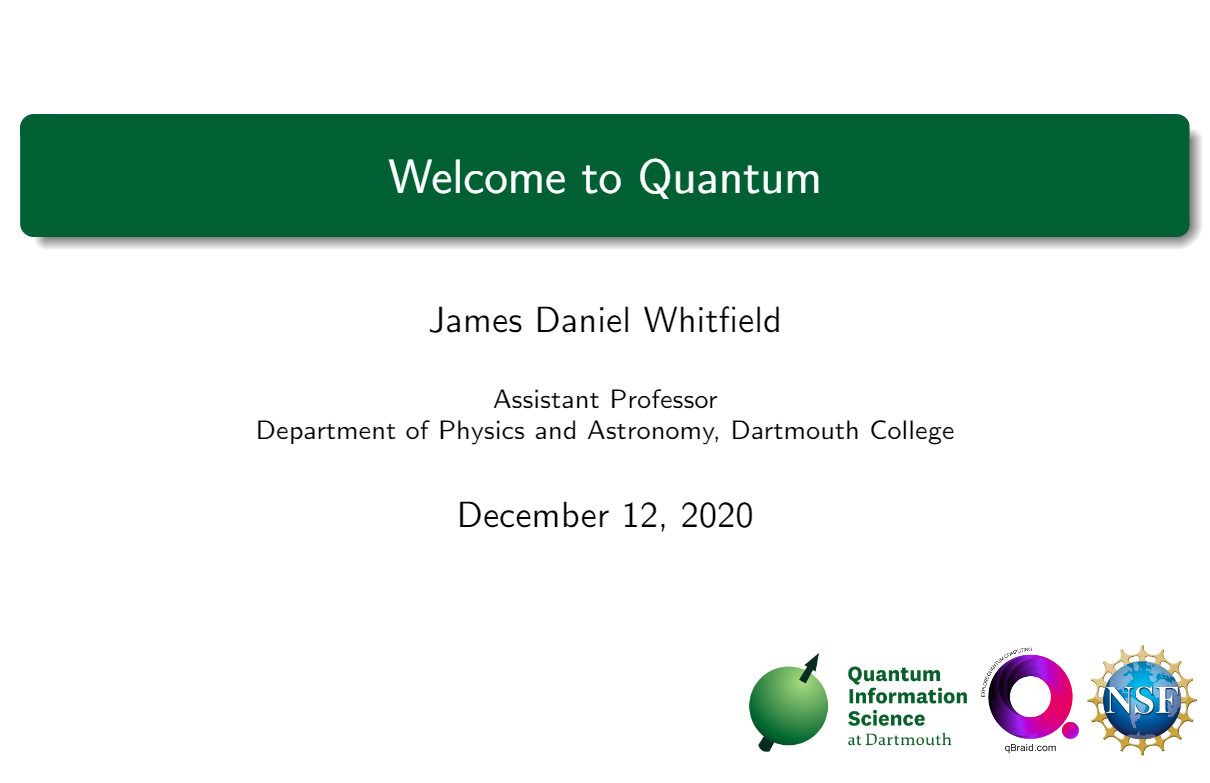 Welcome to Quantum
James Daniel Whitfield
Assistant Professor
Department of Physics and Astronomy, Dartmouth College
December 12, 2020
Quantum
Information
Science
at Dartmouth
EXPLORE QUANTUM COMPUTING
qBraid.com
NSF